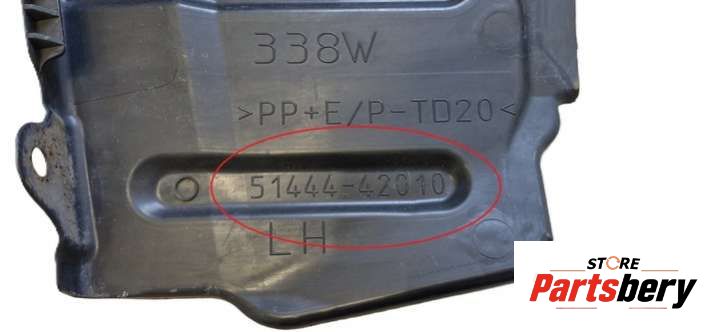 338W
>PP+E/P-TD20<
51444-42010
LH
STORE
Partsbery